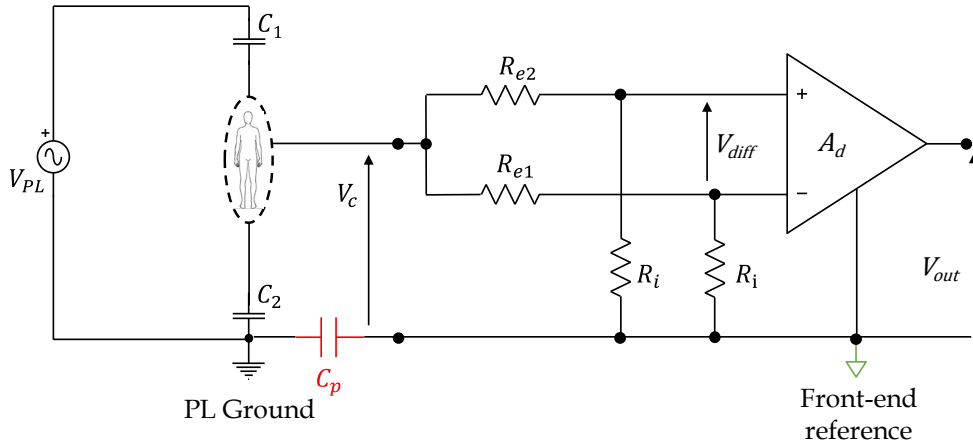 C1
Re2
+
+
Ad
VPL
Vdiff
Re1
−
Vc
C2
Ri
Ri
Vout
Cp
PL Ground
Front-end
reference